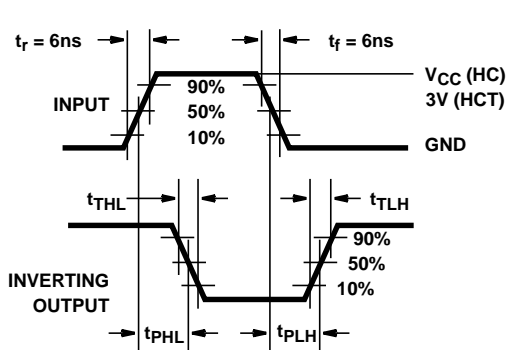 tr = 6ns
tf = 6ns
VCC (HC)
3V (HCT)
INPUT
90%
50%
10%
GND
tTHL
tTLH
90%
50%
10%
INVERTING
OUTPUT
tPHL
tPLH